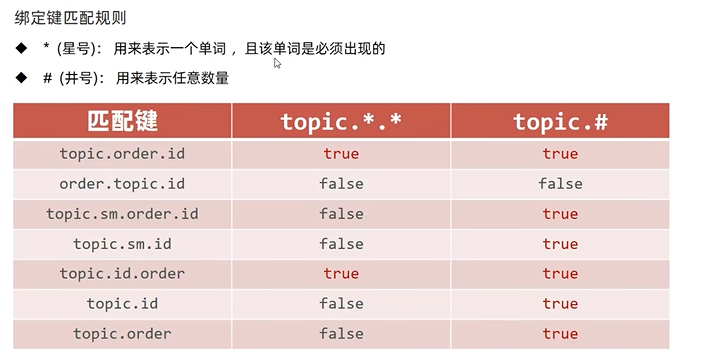 绑定键匹配规则
◆ * (星号): 用来表示一个单词 ，且该单词是必须出现的
◆ # (井号): 用来表示任意数量
匹配键 topic.*.* topic.#
topic.order.id true true
order.topic.id false false
topic.sm.order.id false true
topic.sm.id false true
topic.id.order true true
topic.id false true
topic.order false true